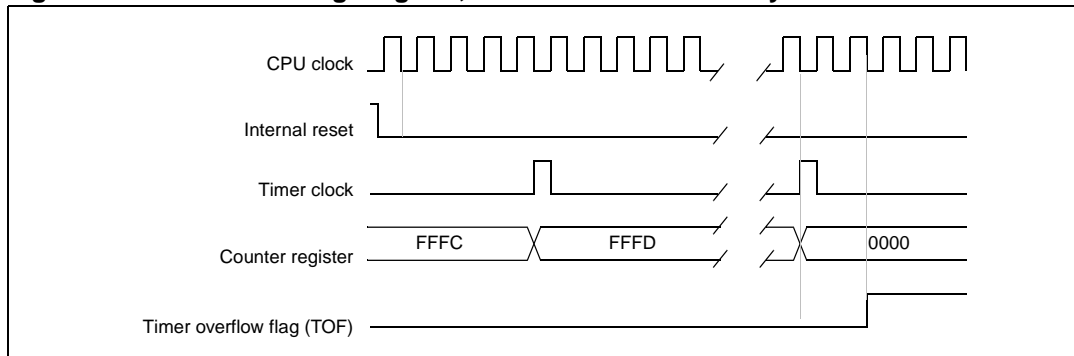 CPU clock
Internal reset
Timer clock
FFFC FFFD 0000
Counter register
Timer overflow flag (TOF)